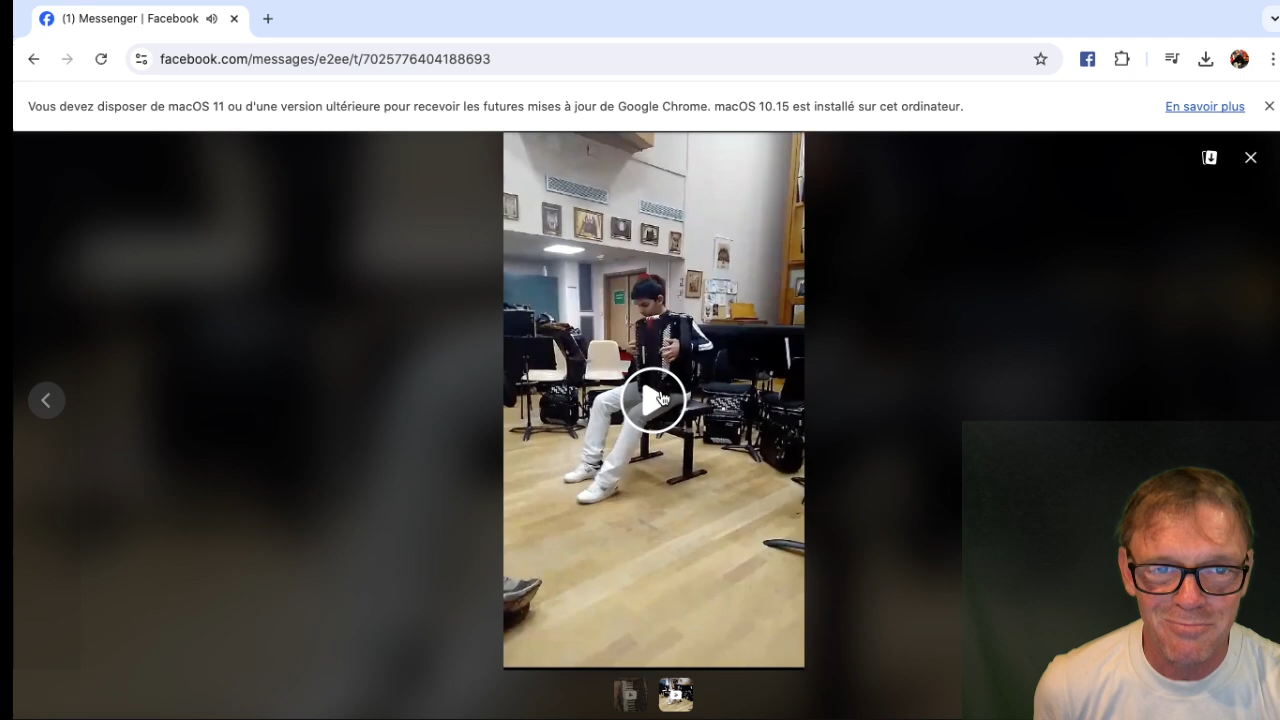 (1) Messenger | Facebook
facebook.com/messages/e2ee/t/7025776404188693
Vous devez disposer de macOS 11 ou d'une version ultérieure pour recevoir les futures mises à jour de Google Chrome. macOS 10.15 est installé sur cet ordinateur.
En savoir plus